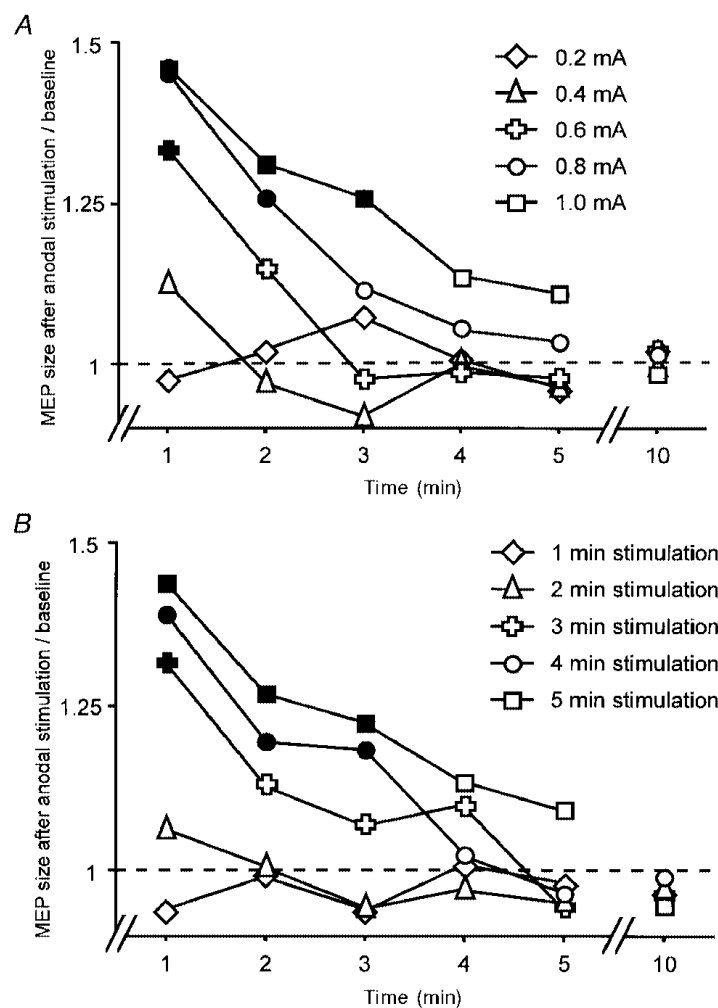 A
MEP size after anodal stimulation / baseline
1.5
1.25
1
0.2 mA
0.4 mA
0.6 mA
0.8 mA
1.0 mA
1 2 3 4 5 10
Time (min)
B
MEP size after anodal stimulation / baseline
1.5
1.25
1
1 min stimulation
2 min stimulation
3 min stimulation
4 min stimulation
5 min stimulation
1 2 3 4 5 10
Time (min)